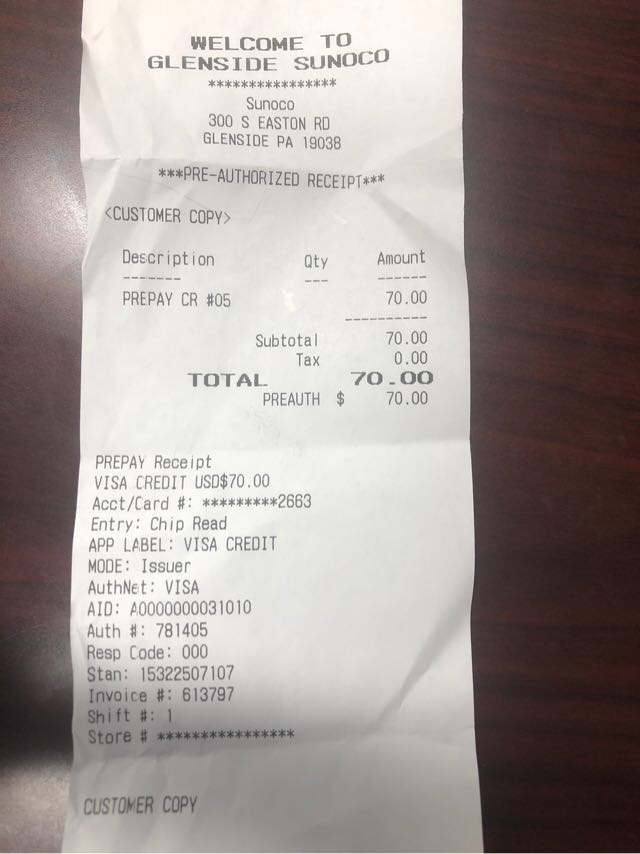 WELCOME TO
GLENSIDE SUNOCO
****************
Sunoco
300 S EASTON RD
GLENSIDE PA 19038
***PRE-AUTHORIZED RECEIPT***
<CUSTOMER COPY>
Description Qty Amount
------- --- ------
PREPAY CR #05 70.00
----------
Subtotal 70.00
Tax 0.00
TOTAL 70.00
PREAUTH $ 70.00
PREPAY Receipt
VISA CREDIT USD$70.00
Acct/Card #: *********2663
Entry: Chip Read
APP LABEL: VISA CREDIT
MODE: Issuer
AuthNet: VISA
AID: A0000000031010
Auth #: 781405
Resp Code: 000
Stan: 15322507107
Invoice #: 613797
Shift #: 1
Store # ****************
CUSTOMER COPY